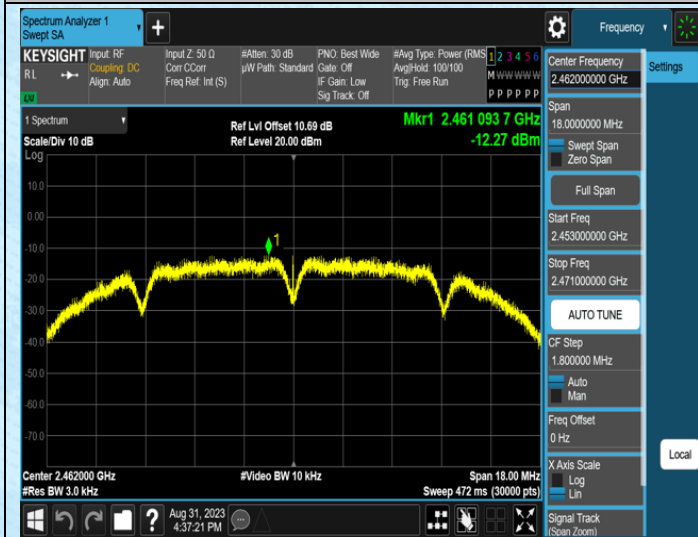 Spectrum Analyzer 1
Swept SA
+
Frequency
KEYSIGHT
R L
Input: RF
Coupling: DC
Align: Auto
Input Z: 50 Ω
Corr CCorr
Freq Ref: Int (S)
#Atten: 30 dB
µW Path: Standard
PNO: Best Wide
Gate: Off
IF Gain: Low
Sig Track: Off
#Avg Type: Power (RMS
Avg|Hold: 100/100
Trig: Free Run
1 2 3 4 5 6
M W W W W W
P P P P P P
1 Spectrum
Scale/Div 10 dB
Log
Ref Lvl Offset 10.69 dB
Ref Level 20.00 dBm
Mkr1 2.461 093 7 GHz
-12.27 dBm
10.0
0.00
-10.0
-20.0
-30.0
-40.0
-50.0
-60.0
-70.0
1
Center 2.462000 GHz
#Res BW 3.0 kHz
#Video BW 10 kHz
Span 18.00 MHz
Sweep 472 ms (30000 pts)
Aug 31, 2023
4:37:21 PM
Center Frequency
2.462000000 GHz
Span
18.0000000 MHz
Swept Span
Zero Span
Full Span
Start Freq
2.453000000 GHz
Stop Freq
2.471000000 GHz
AUTO TUNE
CF Step
1.800000 MHz
Auto
Man
Freq Offset
0 Hz
X Axis Scale
Log
Lin
Signal Track
(Span Zoom)
Settings
Local